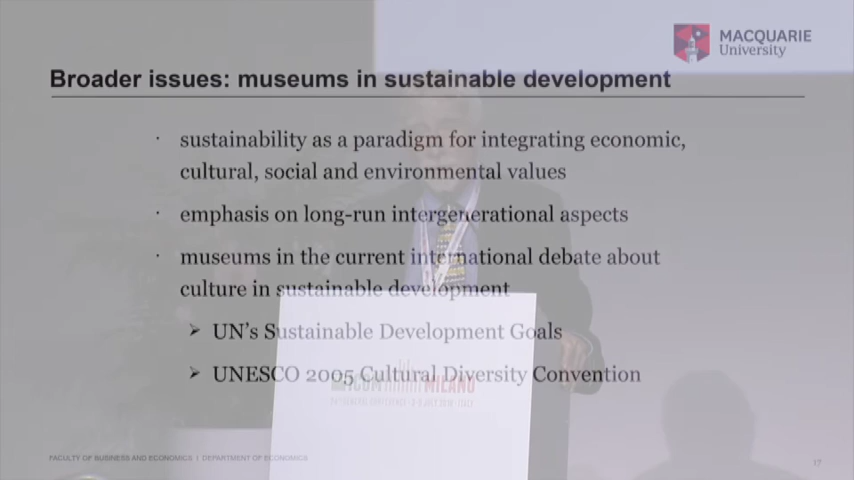 MACQUARIE
University
Broader issues: museums in sustainable development
· sustainability as a paradigm for integrating economic,
cultural, social and environmental values
· emphasis on long-run intergenerational aspects
· museums in the current international debate about
culture in sustainable development
➢ UN's Sustainable Development Goals
➢ UNESCO 2005 Cultural Diversity Convention
MILANO
FACULTY OF BUSINESS AND ECONOMICS | DEPARTMENT OF ECONOMICS
17